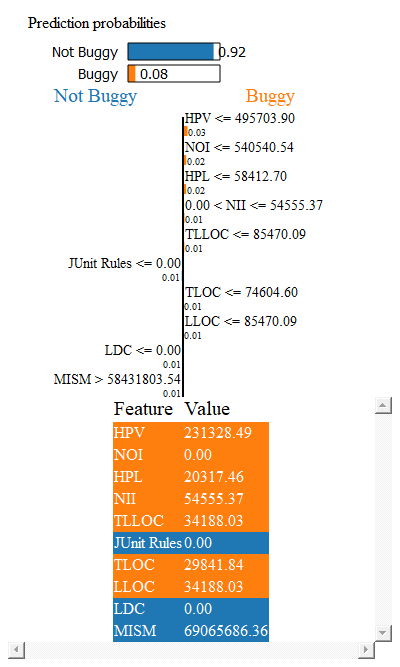 Prediction probabilities
Not Buggy 0.92
Buggy 0.08
Not Buggy Buggy
HPV <= 495703.90
0.03
NOI <= 540540.54
0.02
HPL <= 58412.70
0.02
0.00 < NII <= 54555.37
0.01
TLLOC <= 85470.09
0.01
JUnit Rules <= 0.00
0.01
TLOC <= 74604.60
0.01
LLOC <= 85470.09
0.01
LDC <= 0.00
0.01
MISM > 58431803.54
0.01
Feature Value
HPV 231328.49
NOI 0.00
HPL 20317.46
NII 54555.37
TLLOC 34188.03
JUnit Rules 0.00
TLOC 29841.84
LLOC 34188.03
LDC 0.00
MISM 69065686.36